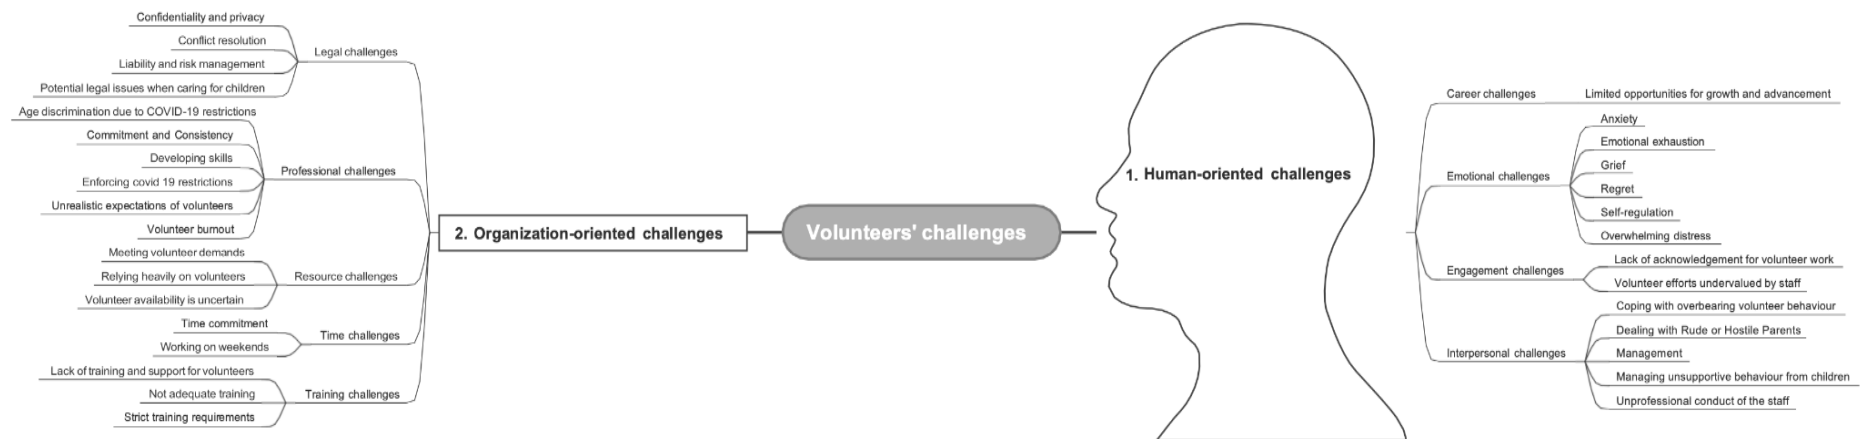 Volunteers' challenges
1. Human-oriented challenges
Career challenges
Limited opportunities for growth and advancement
Emotional challenges
Anxiety
Emotional exhaustion
Grief
Regret
Self-regulation
Overwhelming distress
Engagement challenges
Lack of acknowledgement for volunteer work
Volunteer efforts undervalued by staff
Interpersonal challenges
Coping with overbearing volunteer behaviour
Dealing with Rude or Hostile Parents
Management
Managing unsupportive behaviour from children
Unprofessional conduct of the staff
2. Organization-oriented challenges
Legal challenges
Confidentiality and privacy
Conflict resolution
Liability and risk management
Potential legal issues when caring for children
Professional challenges
Age discrimination due to COVID-19 restrictions
Commitment and Consistency
Developing skills
Enforcing covid 19 restrictions
Unrealistic expectations of volunteers
Volunteer burnout
Resource challenges
Meeting volunteer demands
Relying heavily on volunteers
Volunteer availability is uncertain
Time challenges
Time commitment
Working on weekends
Training challenges
Lack of training and support for volunteers
Not adequate training
Strict training requirements